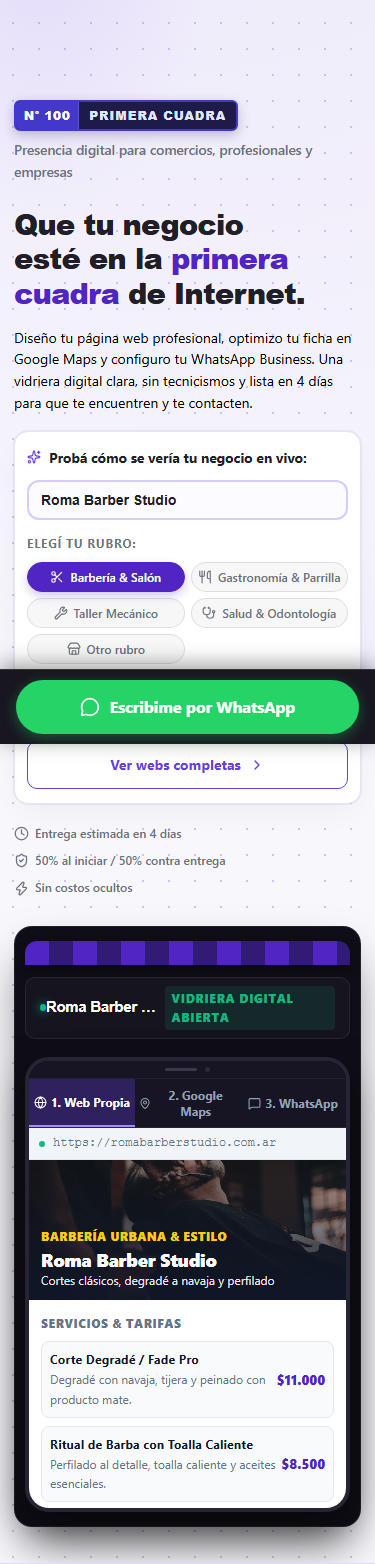 N° 100 PRIMERA CUADRA
Presencia digital para comercios, profesionales y
empresas
Que tu negocio
esté en la primera
cuadra de Internet.
Diseño tu página web profesional, optimizo tu ficha en
Google Maps y configuro tu WhatsApp Business. Una
vidriera digital clara, sin tecnicismos y lista en 4 días
para que te encuentren y te contacten.
Probá cómo se vería tu negocio en vivo:
Roma Barber Studio
ELEGÍ TU RUBRO:
Barbería & Salón
Gastronomía & Parrilla
Taller Mecánico
Salud & Odontología
Otro rubro
Escribime por WhatsApp
Ver webs completas
Entrega estimada en 4 días
50% al iniciar / 50% contra entrega
Sin costos ocultos
Roma Barber ...
VIDRIERA DIGITAL
ABIERTA
1. Web Propia
2. Google
Maps
3. WhatsApp
https://romabarberstudio.com.ar
BARBERÍA URBANA & ESTILO
Roma Barber Studio
Cortes clásicos, degradé a navaja y perfilado
SERVICIOS & TARIFAS
Corte Degradé / Fade Pro
Degradé con navaja, tijera y peinado con
producto mate.
$11.000
Ritual de Barba con Toalla Caliente
Perfilado al detalle, toalla caliente y aceites
esenciales.
$8.500